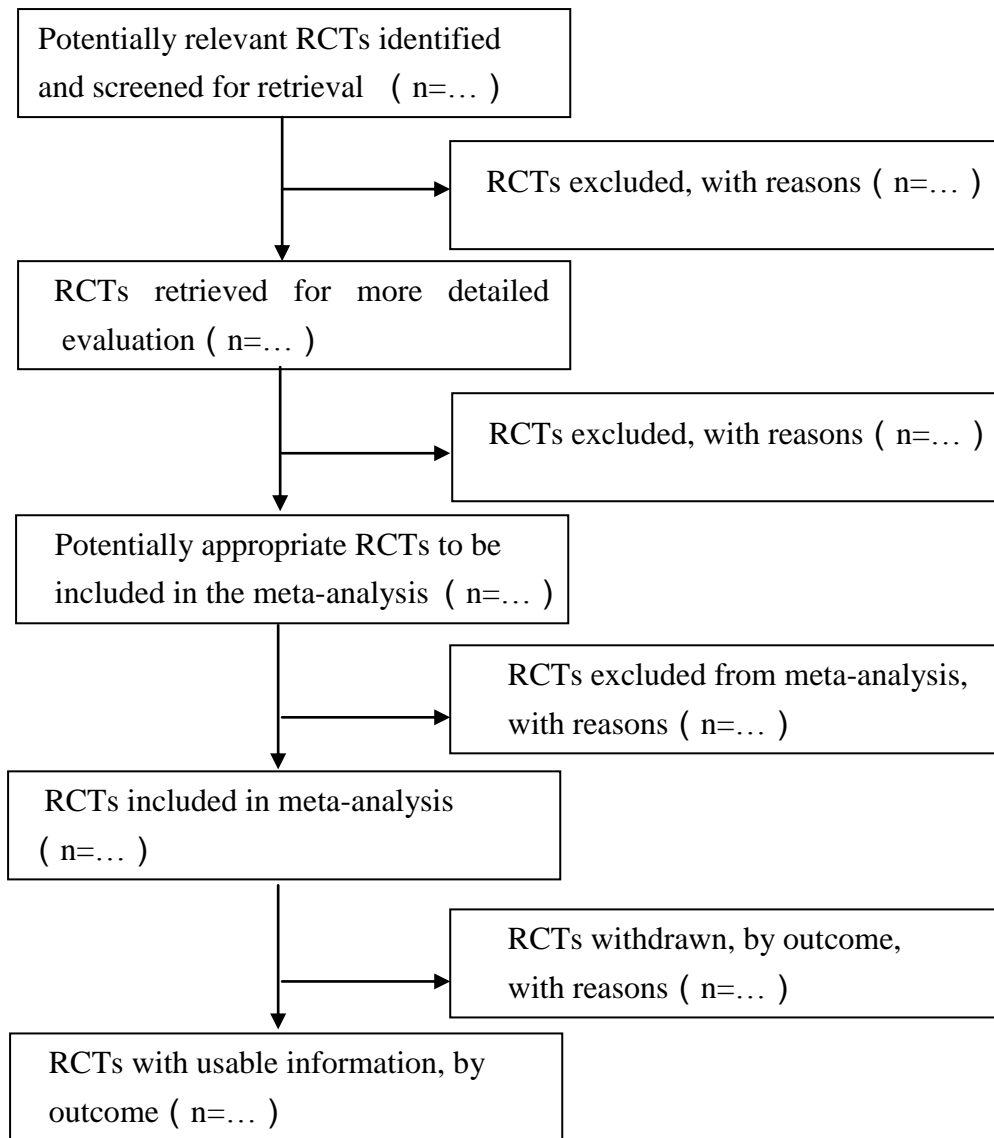 Potentially relevant RCTs identified
and screened for retrieval ( n=… )
RCTs excluded, with reasons ( n=… )
RCTs retrieved for more detailed
evaluation ( n=… )
RCTs excluded, with reasons ( n=… )
Potentially appropriate RCTs to be
included in the meta-analysis ( n=… )
RCTs excluded from meta-analysis,
with reasons ( n=… )
RCTs included in meta-analysis
( n=… )
RCTs withdrawn, by outcome,
with reasons ( n=… )
RCTs with usable information, by
outcome ( n=… )